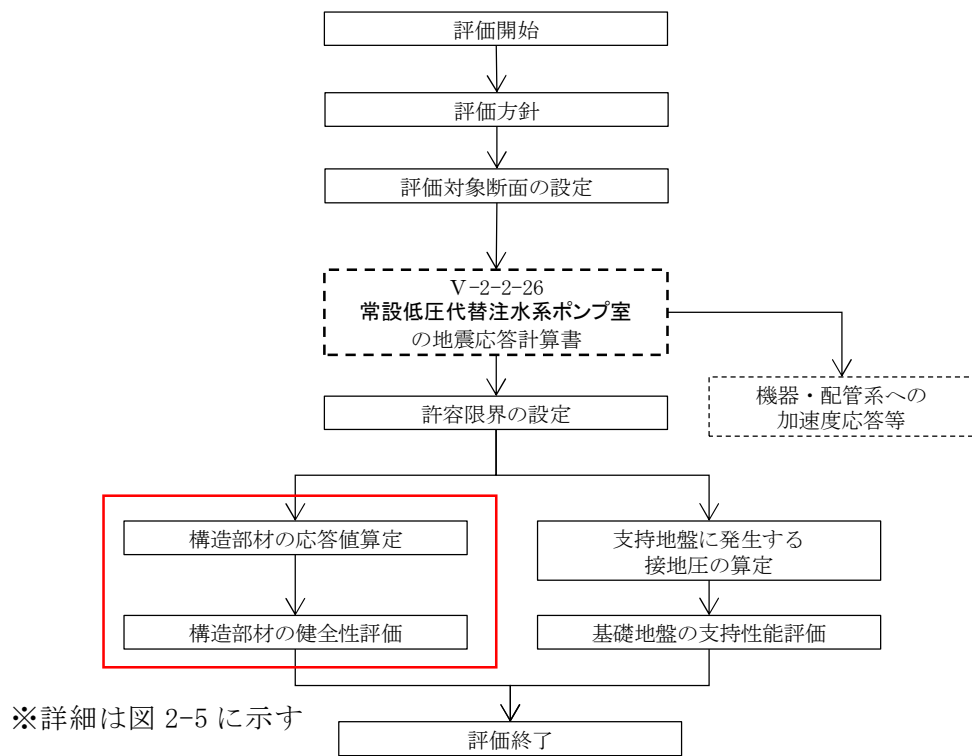 評価開始
評価方針
評価対象断面の設定
Ⅴ-2-2-26
常設低圧代替注水系ポンプ室
の地震応答計算書
機器・配管系への
加速度応答等
許容限界の設定
構造部材の応答値算定
支持地盤に発生する
接地圧の算定
構造部材の健全性評価
基礎地盤の支持性能評価
※詳細は図 2-5 に示す
評価終了